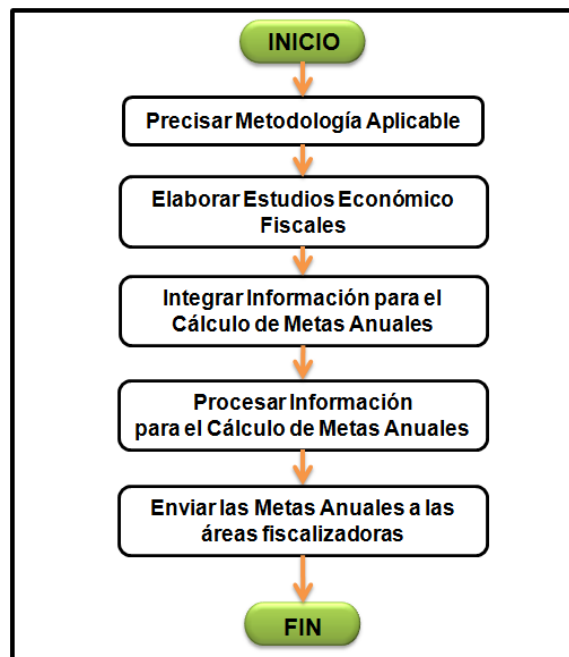 INICIO
Precisar Metodología Aplicable
Elaborar Estudios Económico
Fiscales
Integrar Información para el
Cálculo de Metas Anuales
Procesar Información
para el Cálculo de Metas Anuales
Enviar las Metas Anuales a las
áreas fiscalizadoras
FIN